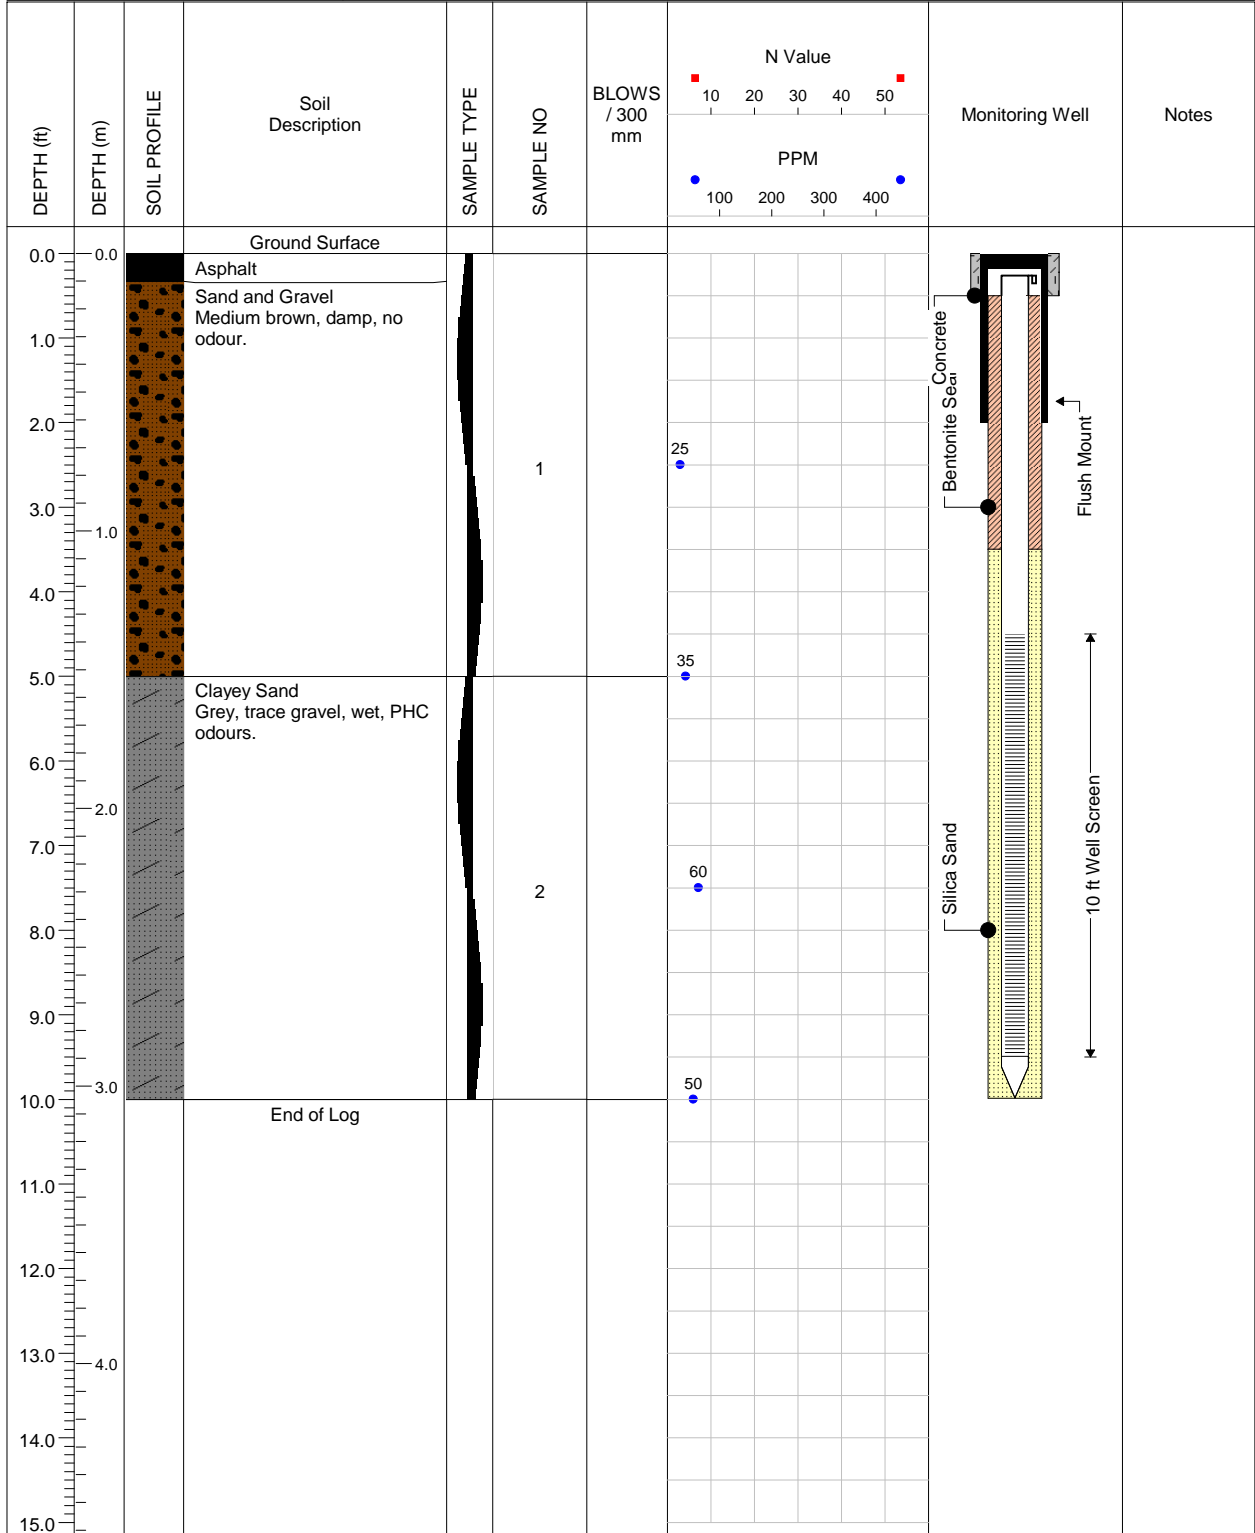 DEPTH (ft)
DEPTH (m)
SOIL PROFILE
Soil
Description
SAMPLE TYPE
SAMPLE NO
BLOWS
/ 300
mm
N Value
10 20 30 40 50
PPM
100 200 300 400
Monitoring Well
Notes
Ground Surface
0.0
0.0
Asphalt
Sand and Gravel
Medium brown, damp, no
odour.
1.0
2.0
3.0
1.0
4.0
5.0
1
25
35
Clayey Sand
Grey, trace gravel, wet, PHC
odours.
6.0
2.0
7.0
8.0
9.0
3.0
10.0
2
60
50
End of Log
11.0
12.0
13.0
4.0
14.0
15.0
Concrete
Bentonite Seal
Flush Mount
Silica Sand
10 ft Well Screen